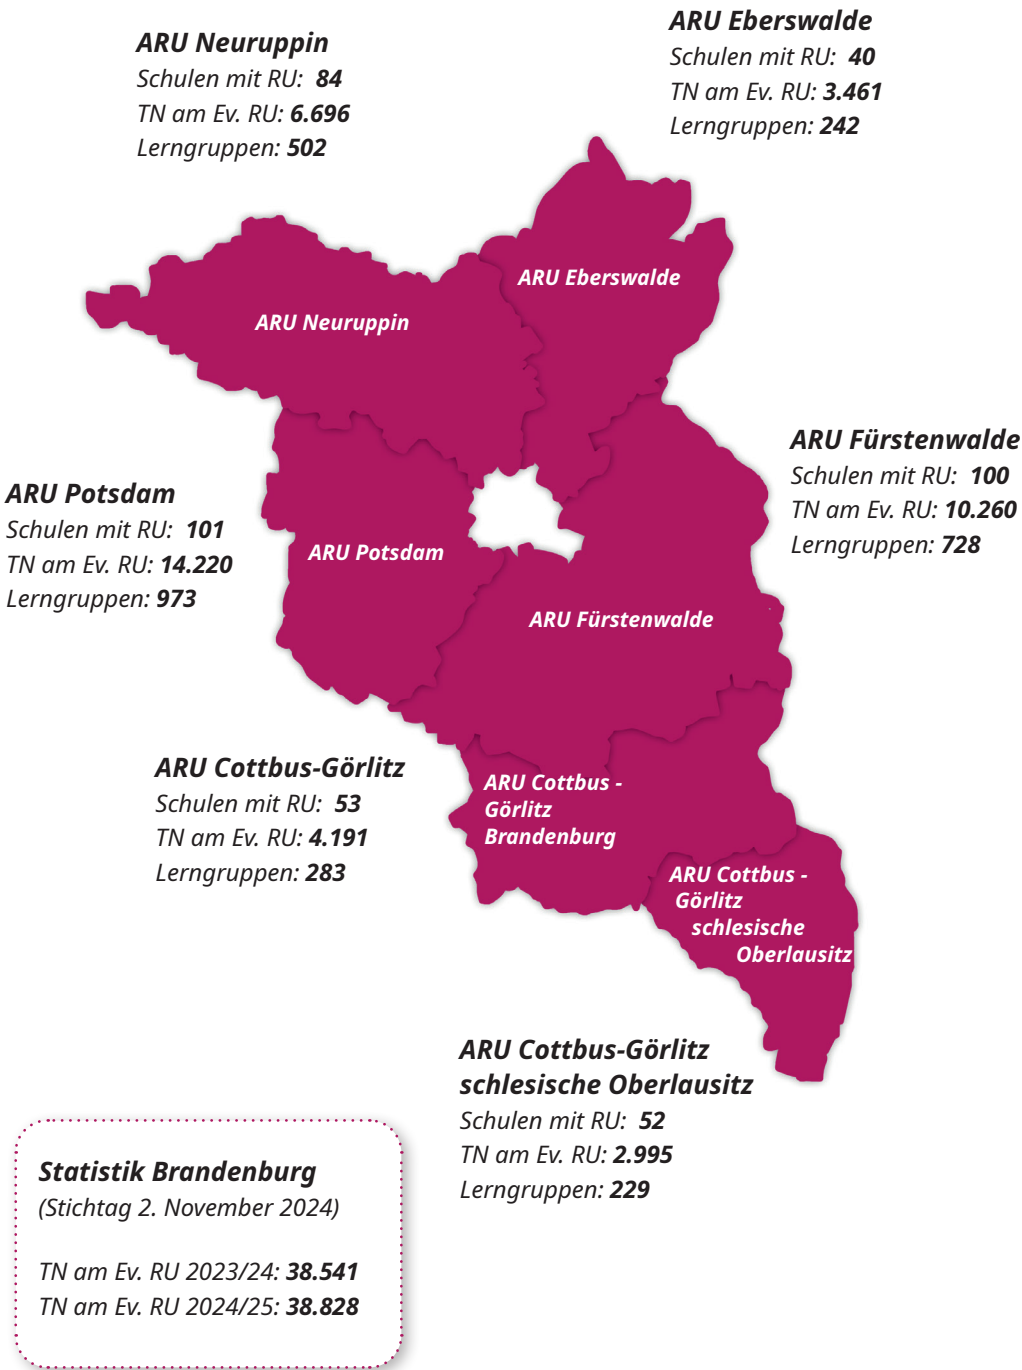 ARU Neuruppin
Schulen mit RU: 84
TN am Ev. RU: 6.696
Lerngruppen: 502
ARU Eberswalde
Schulen mit RU: 40
TN am Ev. RU: 3.461
Lerngruppen: 242
ARU Eberswalde
ARU Neuruppin
ARU Fürstenwalde
Schulen mit RU: 100
TN am Ev. RU: 10.260
Lerngruppen: 728
ARU Potsdam
Schulen mit RU: 101
TN am Ev. RU: 14.220
Lerngruppen: 973
ARU Potsdam
ARU Fürstenwalde
ARU Cottbus-Görlitz
Schulen mit RU: 53
TN am Ev. RU: 4.191
Lerngruppen: 283
ARU Cottbus -
Görlitz
Brandenburg
ARU Cottbus -
Görlitz
schlesische
Oberlausitz
ARU Cottbus-Görlitz
schlesische Oberlausitz
Schulen mit RU: 52
TN am Ev. RU: 2.995
Lerngruppen: 229
Statistik Brandenburg
(Stichtag 2. November 2024)
TN am Ev. RU 2023/24: 38.541
TN am Ev. RU 2024/25: 38.828